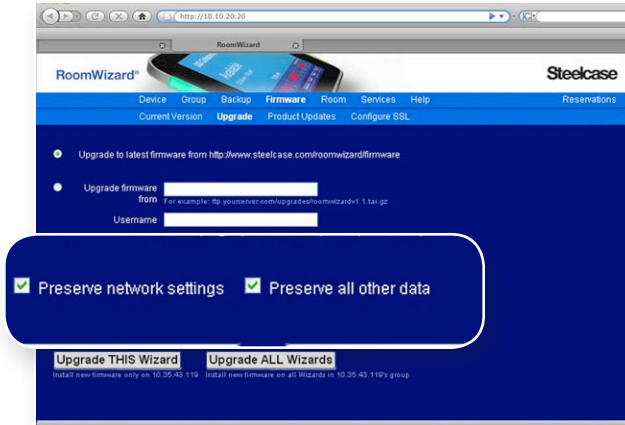 http://10.10.20.20
RoomWizard
RoomWizard®
Steelcase
Device Group Backup Firmware Room Services Help Reservations
Current Version Upgrade Product Updates Configure SSL
Upgrade to latest firmware from http://www.steelcase.com/roomwizard/firmware
Upgrade firmware
from
For example: ftp.yourserver.com/upgrades/roomwizardv1.1.tar.gz
Username
Preserve network settings Preserve all other data
Upgrade THIS Wizard Upgrade ALL Wizards
Install new firmware only on 10.35.43.119 Install new firmware on all Wizards in 10.35.43.119's group